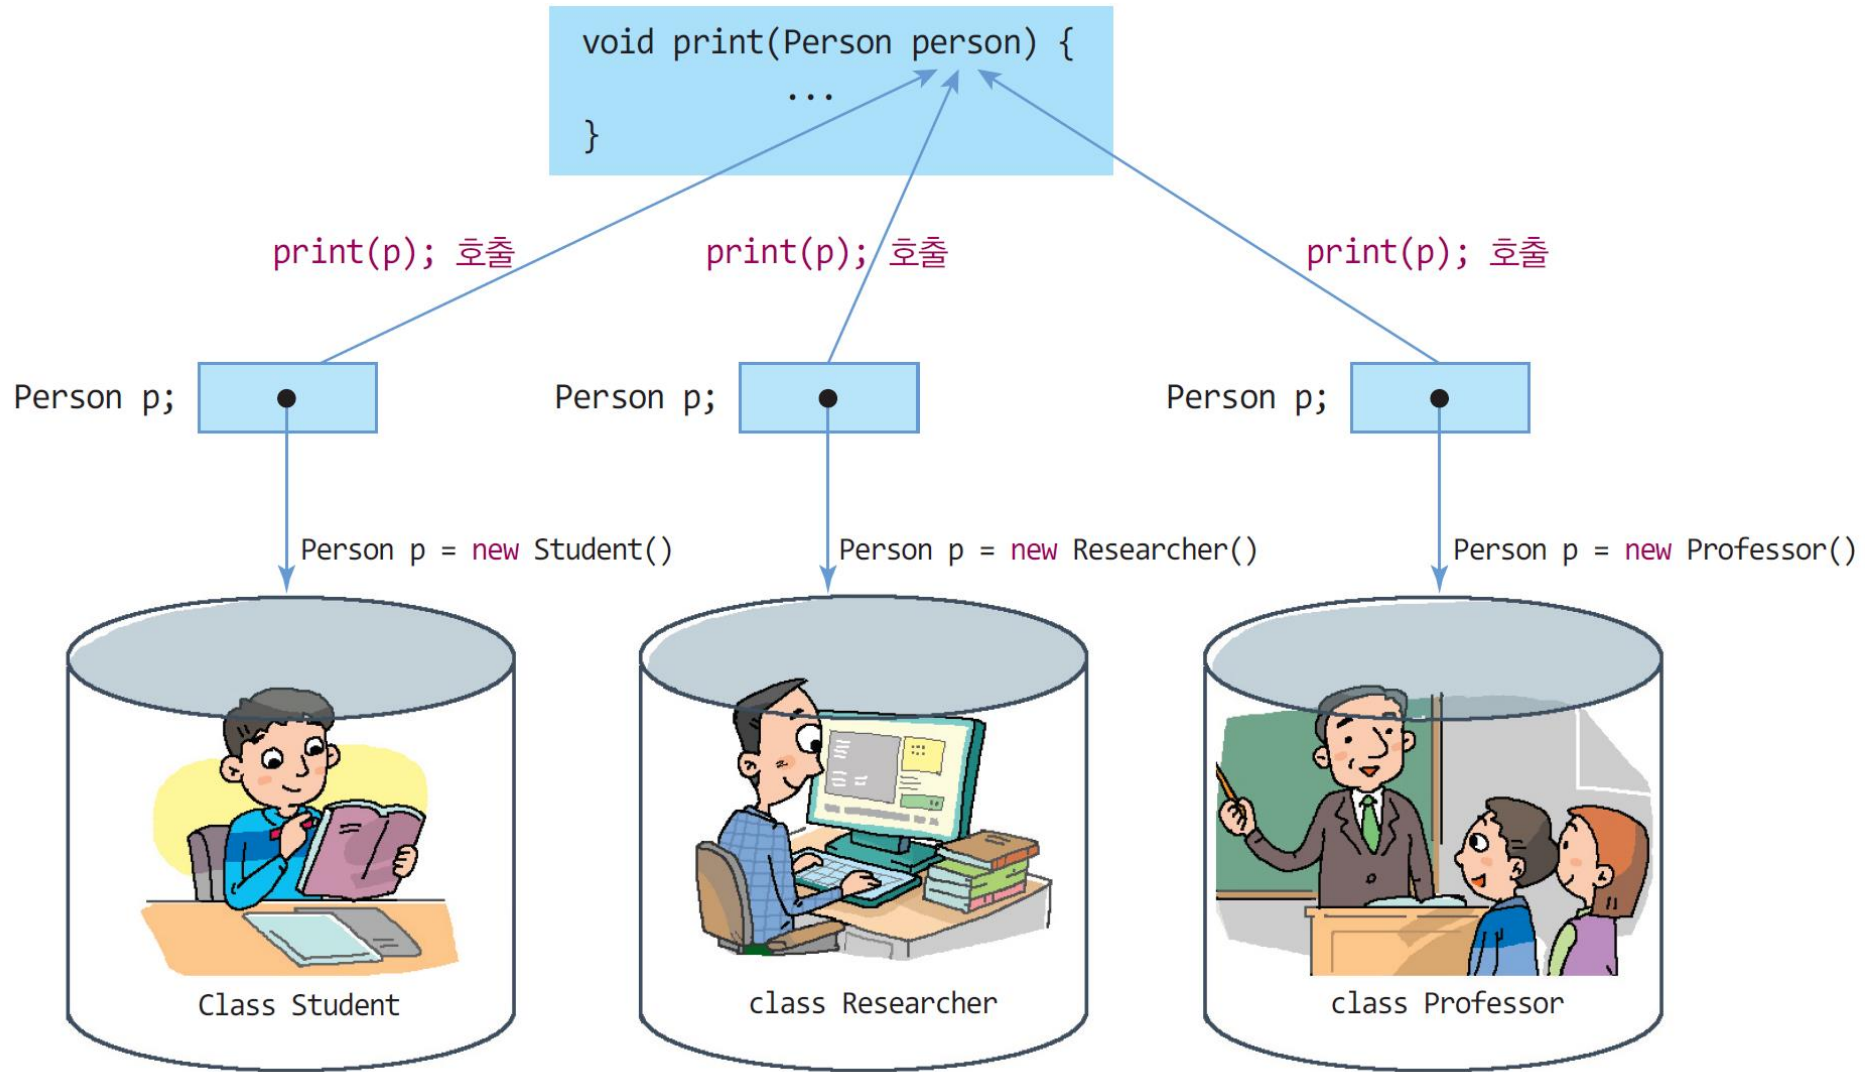 void print(Person person) {
...
}
print(p); 호출
print(p); 호출
print(p); 호출
Person p;
Person p;
Person p;
Person p = new Student()
Person p = new Researcher()
Person p = new Professor()
Class Student
class Researcher
class Professor